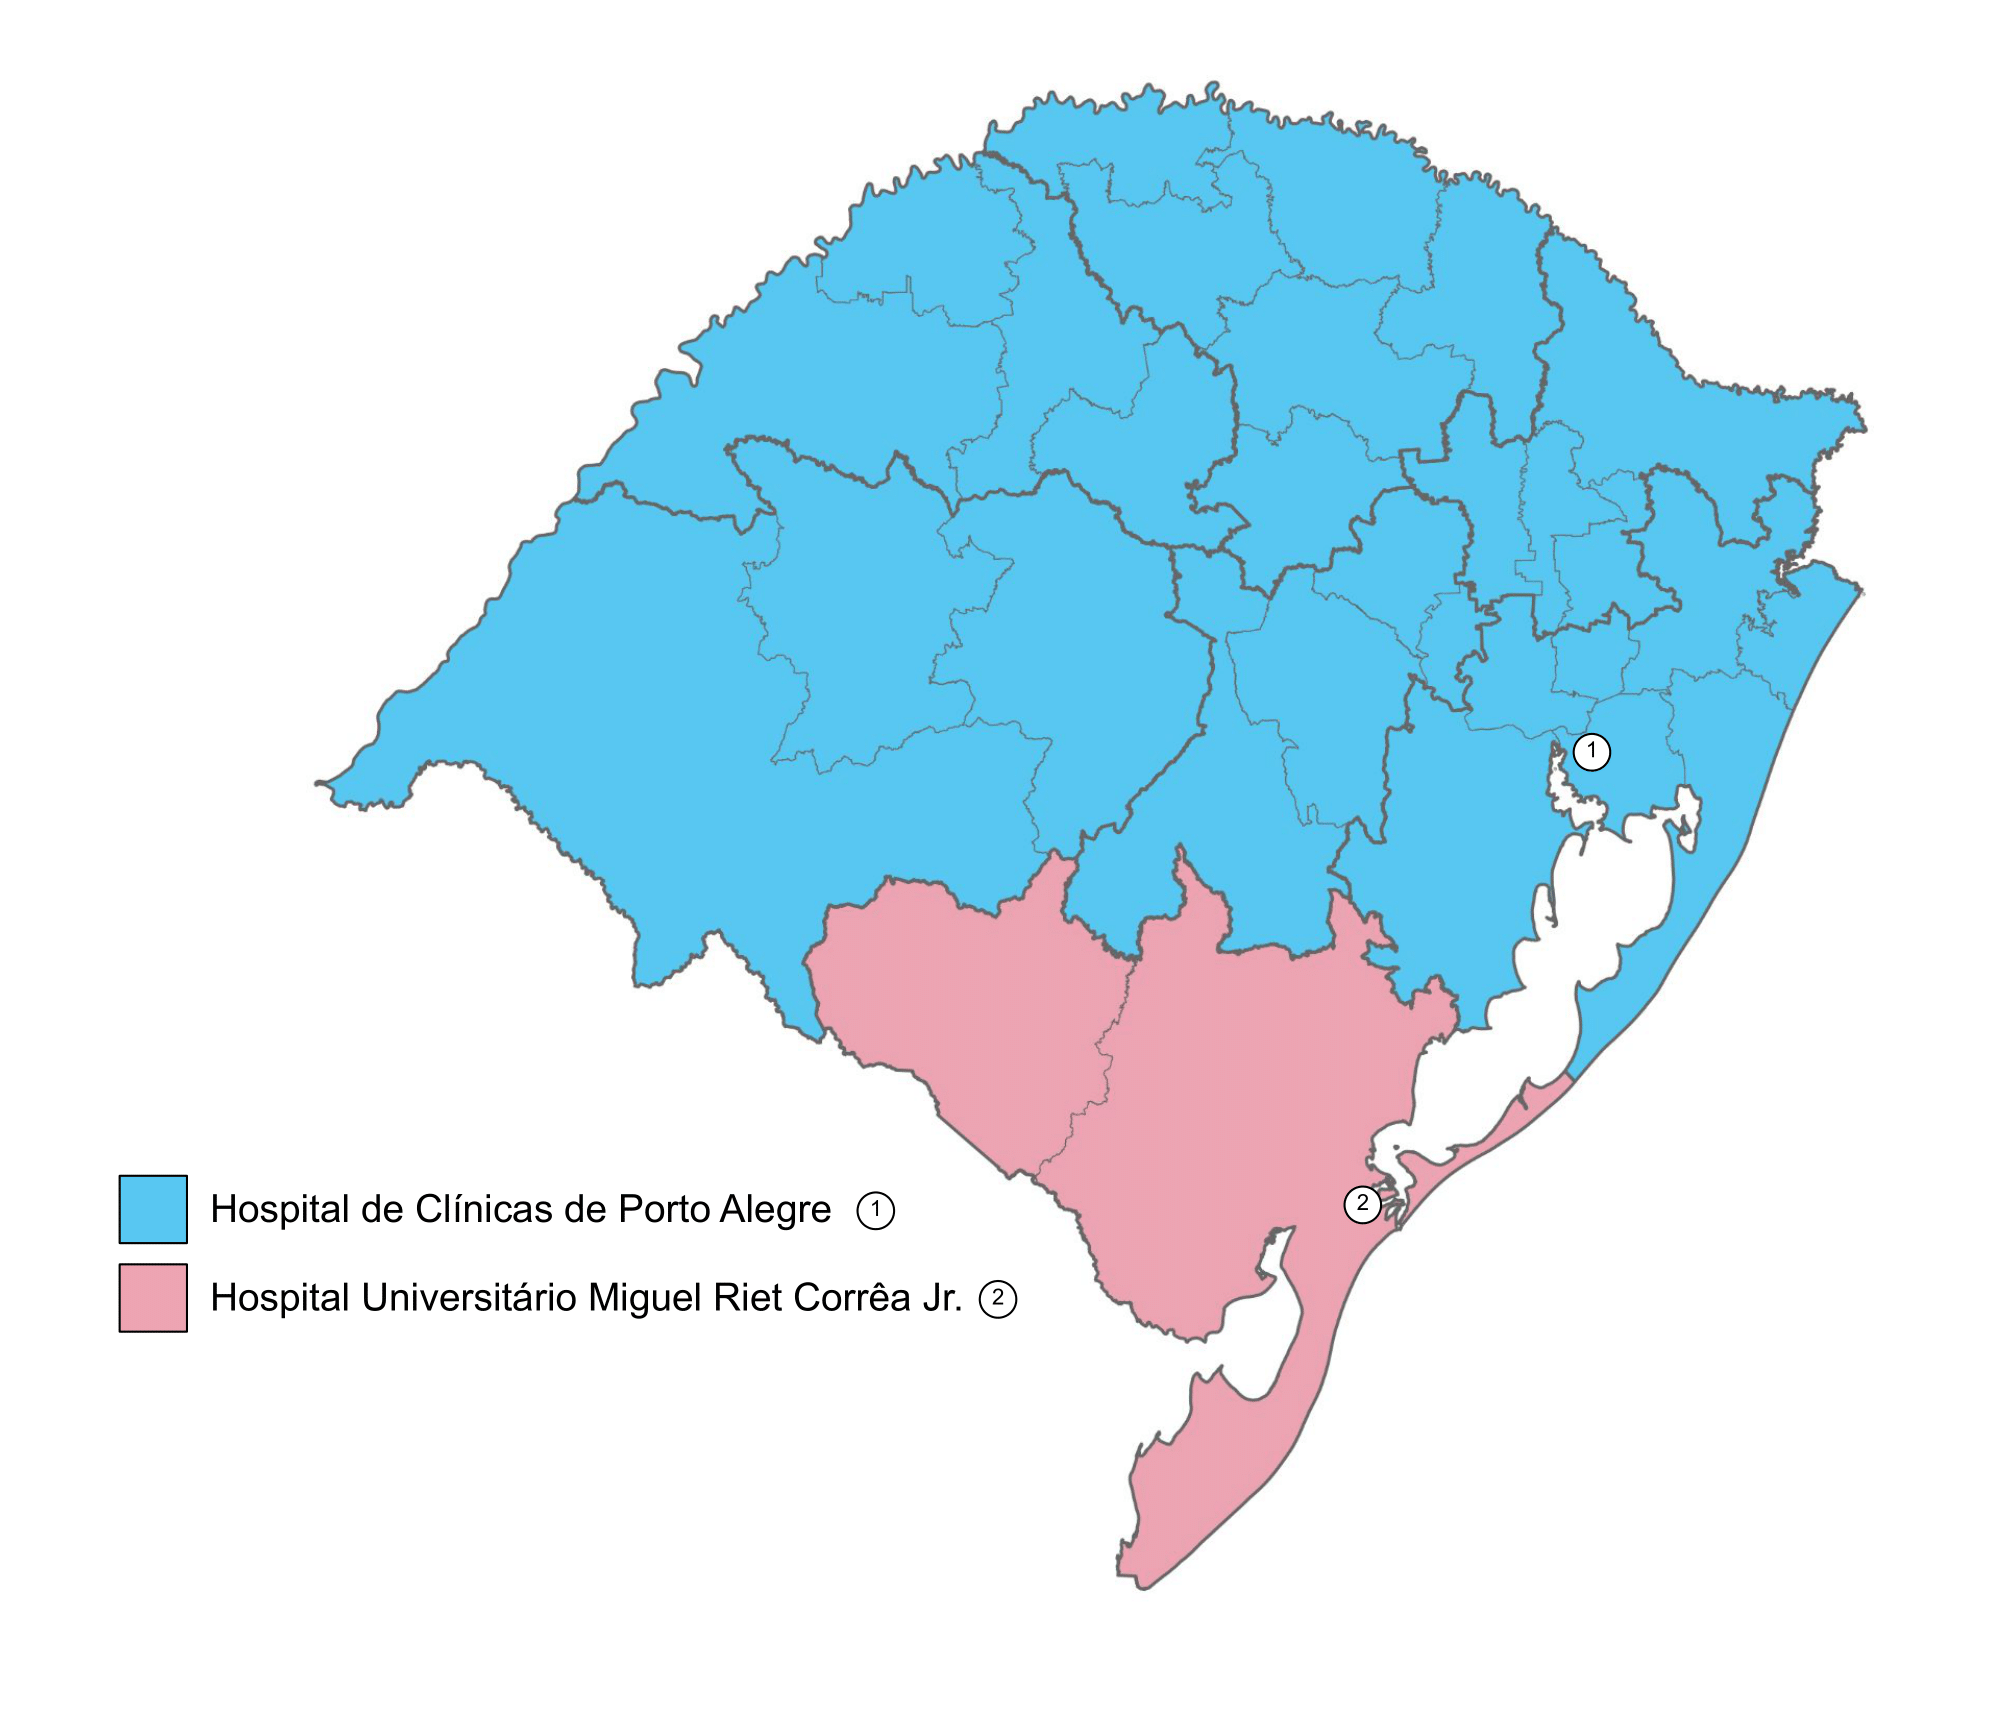 1
2
Hospital de Clínicas de Porto Alegre 1
Hospital Universitário Miguel Riet Corrêa Jr. 2